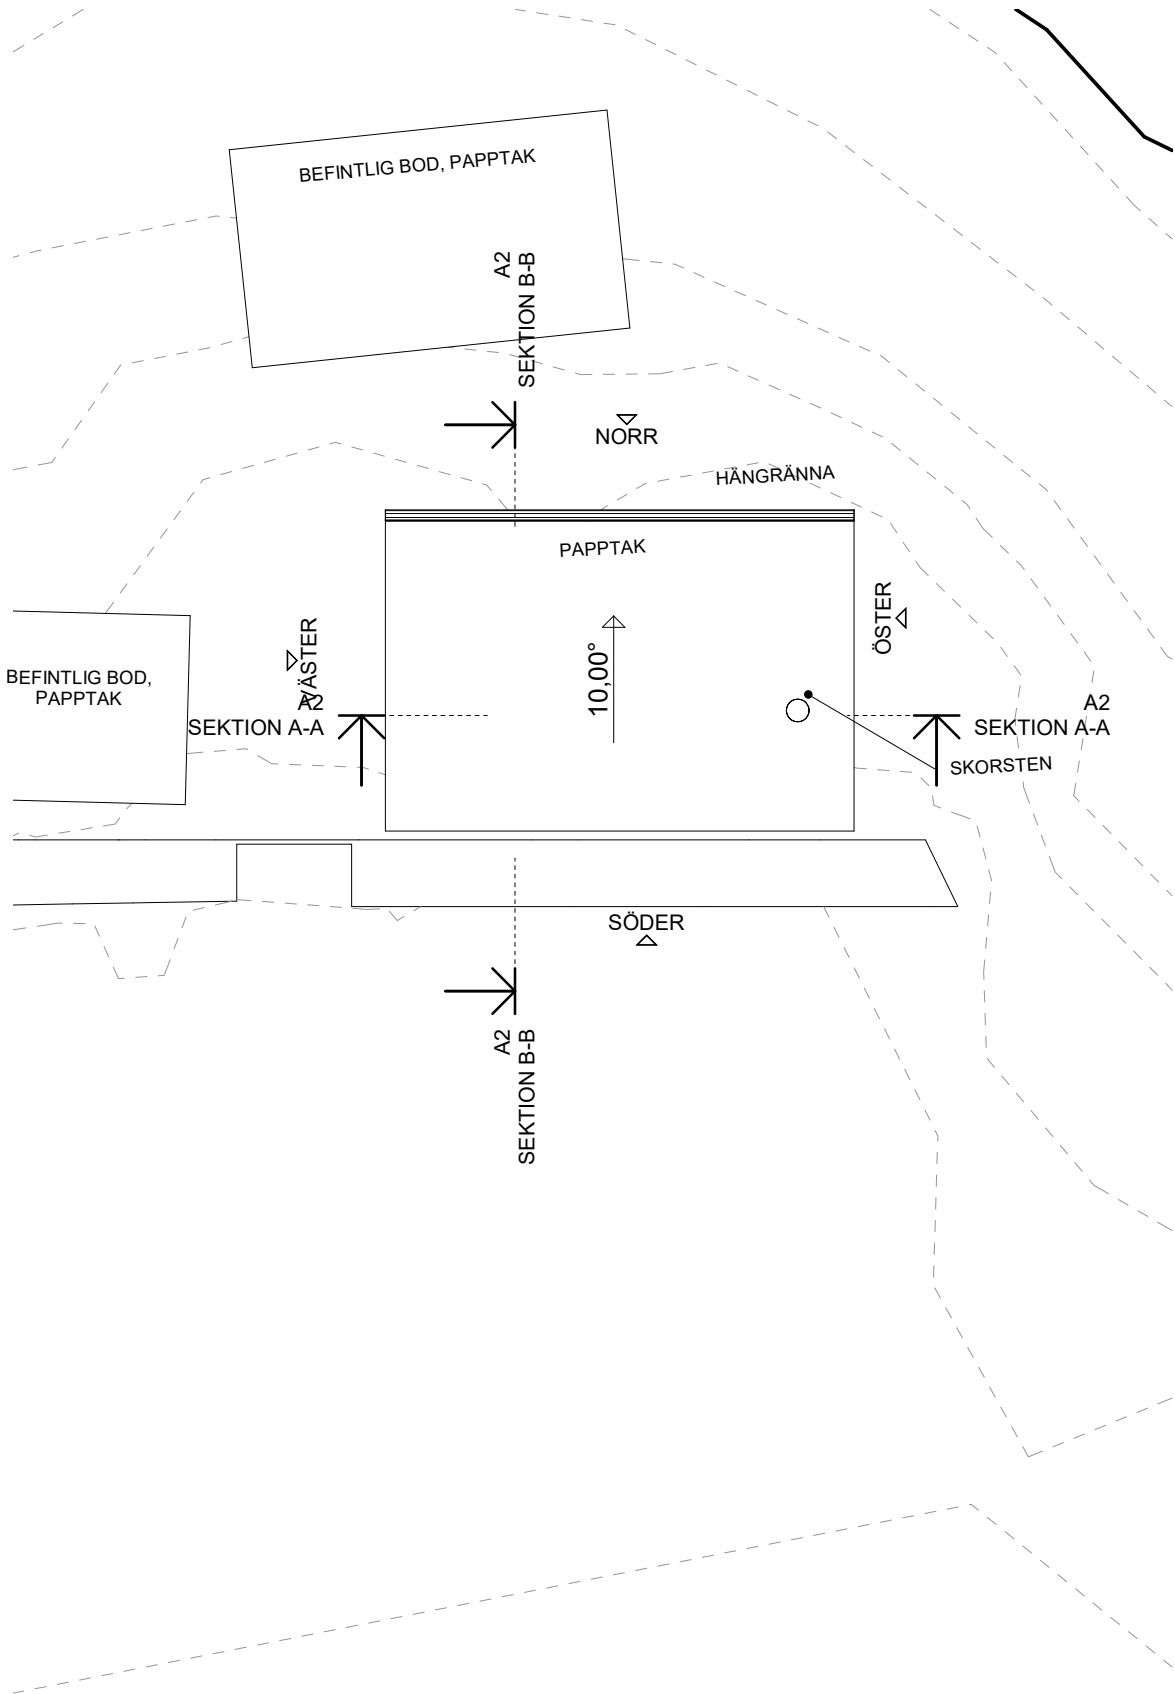 BEFINTLIG BOD, PAPPTAK
A2
SEKTION B-B
NORR
HÄNGRÄNNA
PAPPTAK
ÖSTER
VÄSTER
10,00°
BEFINTLIG BOD,
PAPPTAK
A2
SEKTION A-A
A2
SEKTION A-A
SKORSTEN
SÖDER
A2
SEKTION B-B